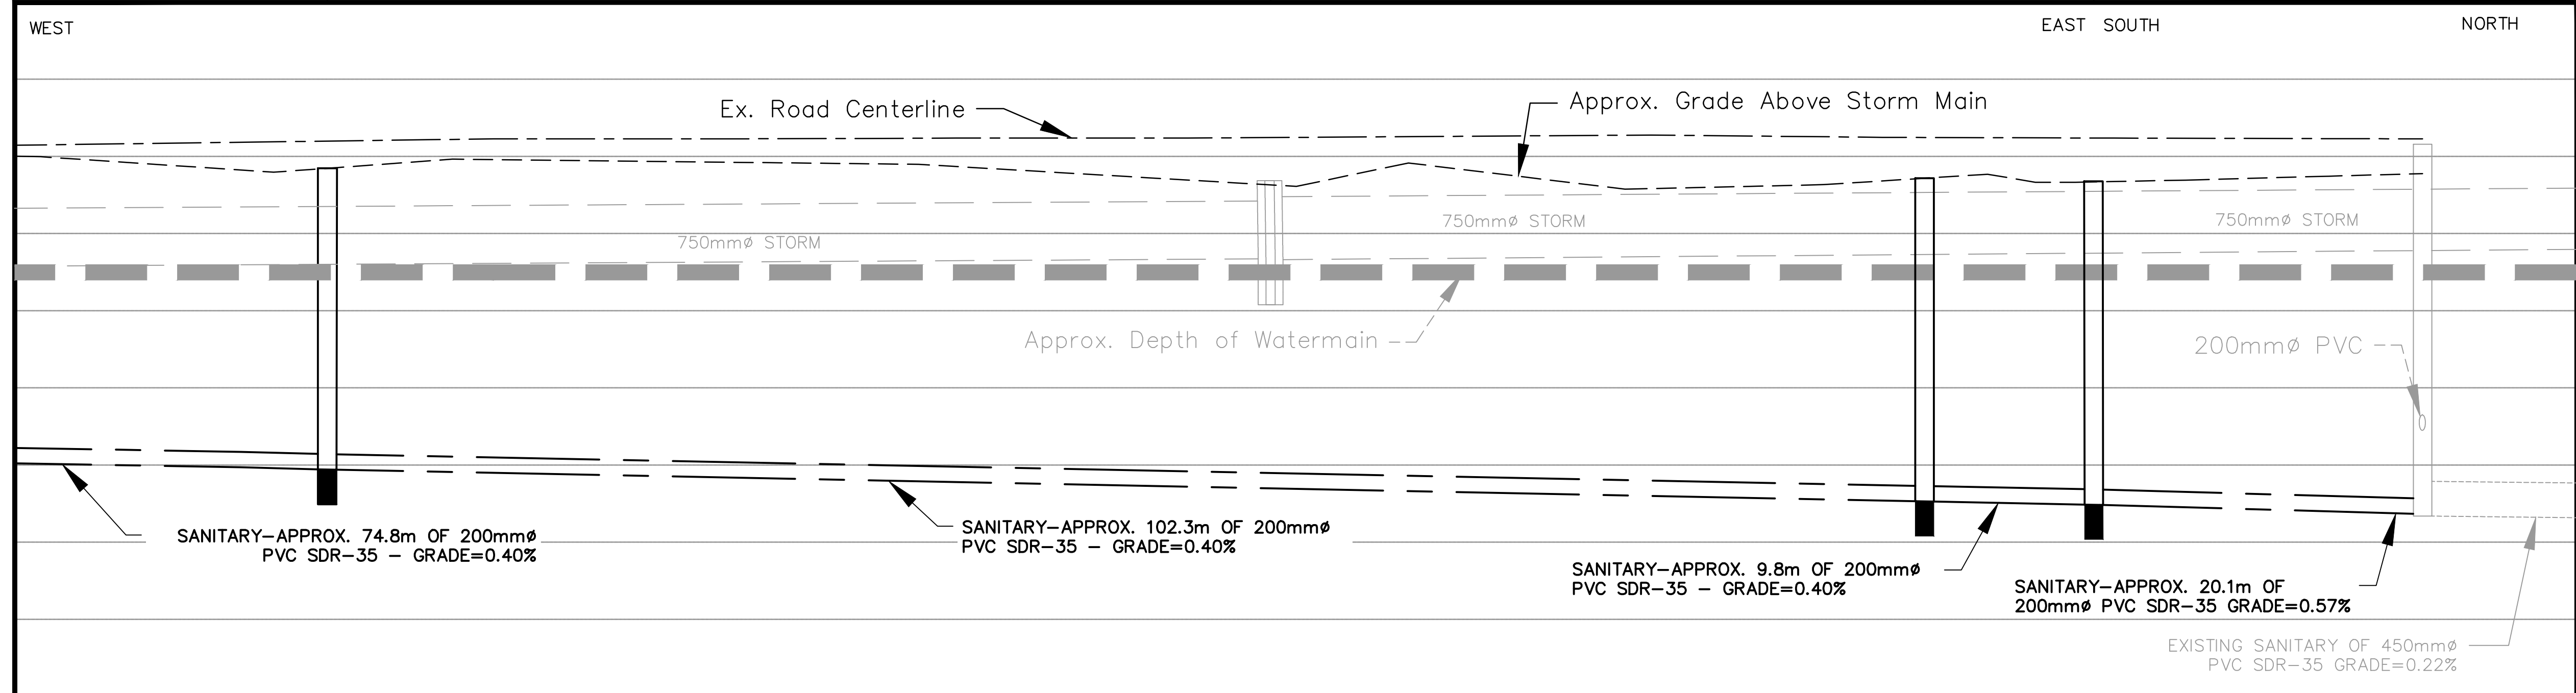 WEST
EAST SOUTH
NORTH
Ex. Road Centerline
Approx. Grade Above Storm Main
750mmø STORM
750mmø STORM
750mmø STORM
Approx. Depth of Watermain
200mmø PVC
SANITARY-APPROX. 74.8m OF 200mmø
PVC SDR-35 - GRADE=0.40%
SANITARY-APPROX. 102.3m OF 200mmø
PVC SDR-35 - GRADE=0.40%
SANITARY-APPROX. 9.8m OF 200mmø
PVC SDR-35 - GRADE=0.40%
SANITARY-APPROX. 20.1m OF
200mmø PVC SDR-35 GRADE=0.57%
EXISTING SANITARY OF 450mmø
PVC SDR-35 GRADE=0.22%